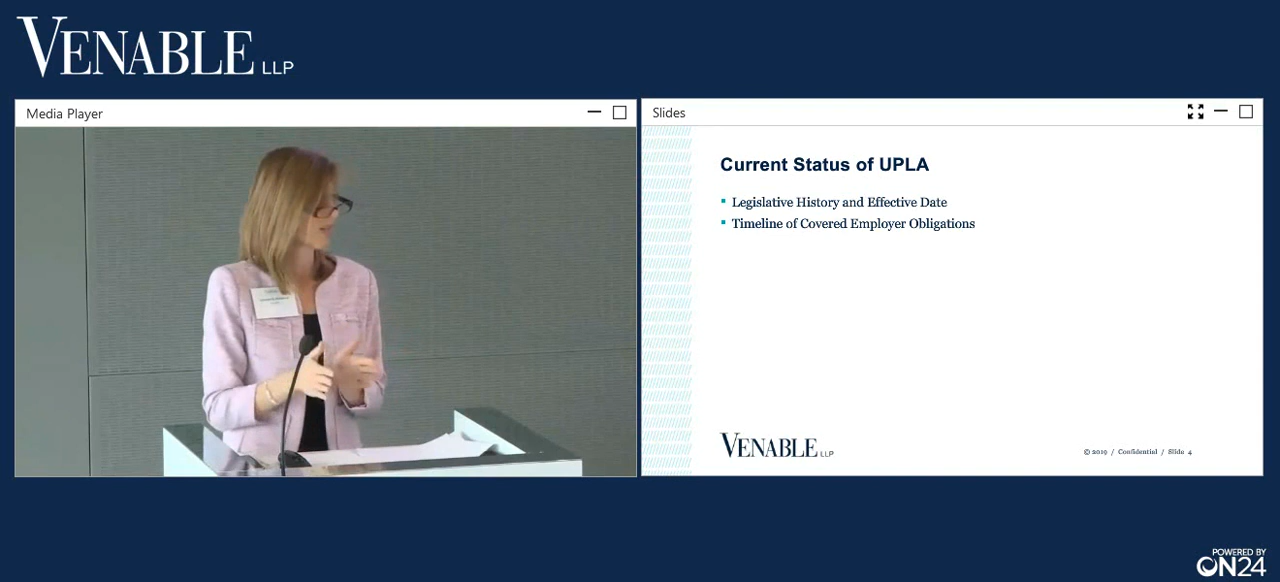 VENABLE LLP
Media Player
Slides
Current Status of UPLA
Legislative History and Effective Date
Timeline of Covered Employer Obligations
VENABLE LLP
© 2019 / Confidential / Slide 4
POWERED BY
ON24